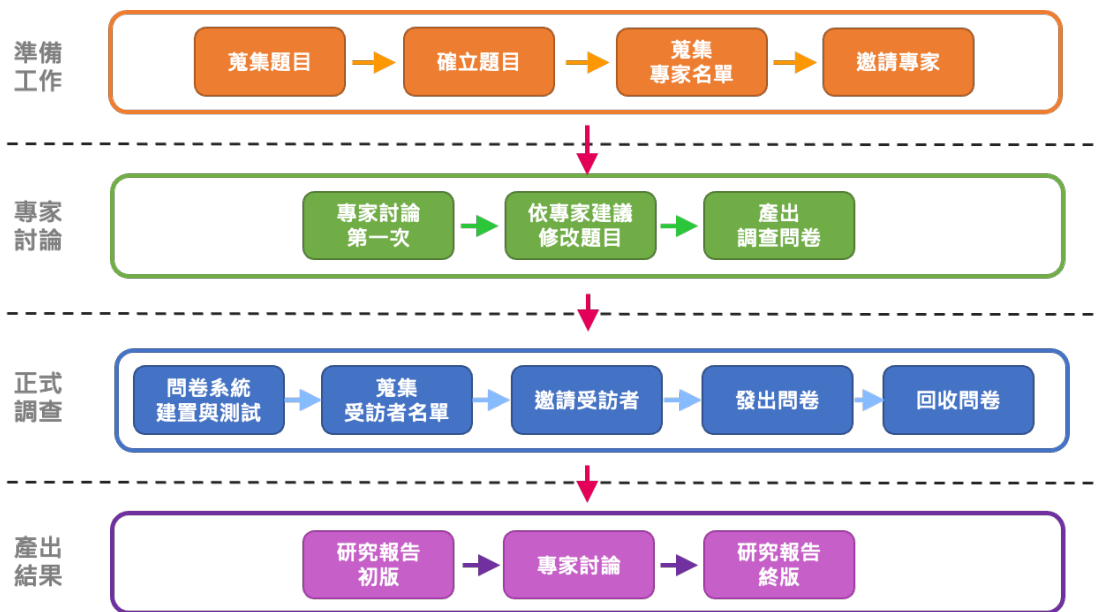 準備
工作
蒐集題目
確立題目
蒐集
專家名單
邀請專家
專家
討論
專家討論
第一次
依專家建議
修改題目
產出
調查問卷
正式
調查
問卷系統
建置與測試
蒐集
受訪者名單
邀請受訪者
發出問卷
回收問卷
產出
結果
研究報告
初版
專家討論
研究報告
終版